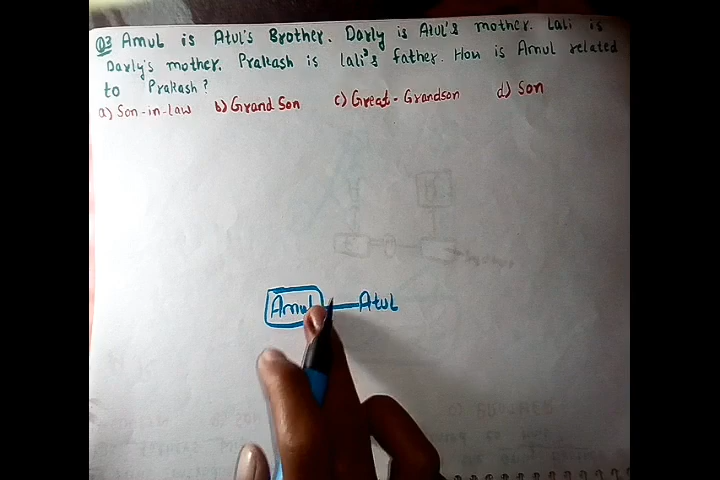 Q3 Amul is Atul's Brother. Darly is Atul's mother. Lali is
Darly's mother. Prakash is lali's father. How is Amul related
to Prakash?
a) Son-in-law b) Grand Son c) Great-Grandson d) Son
Amul Atul